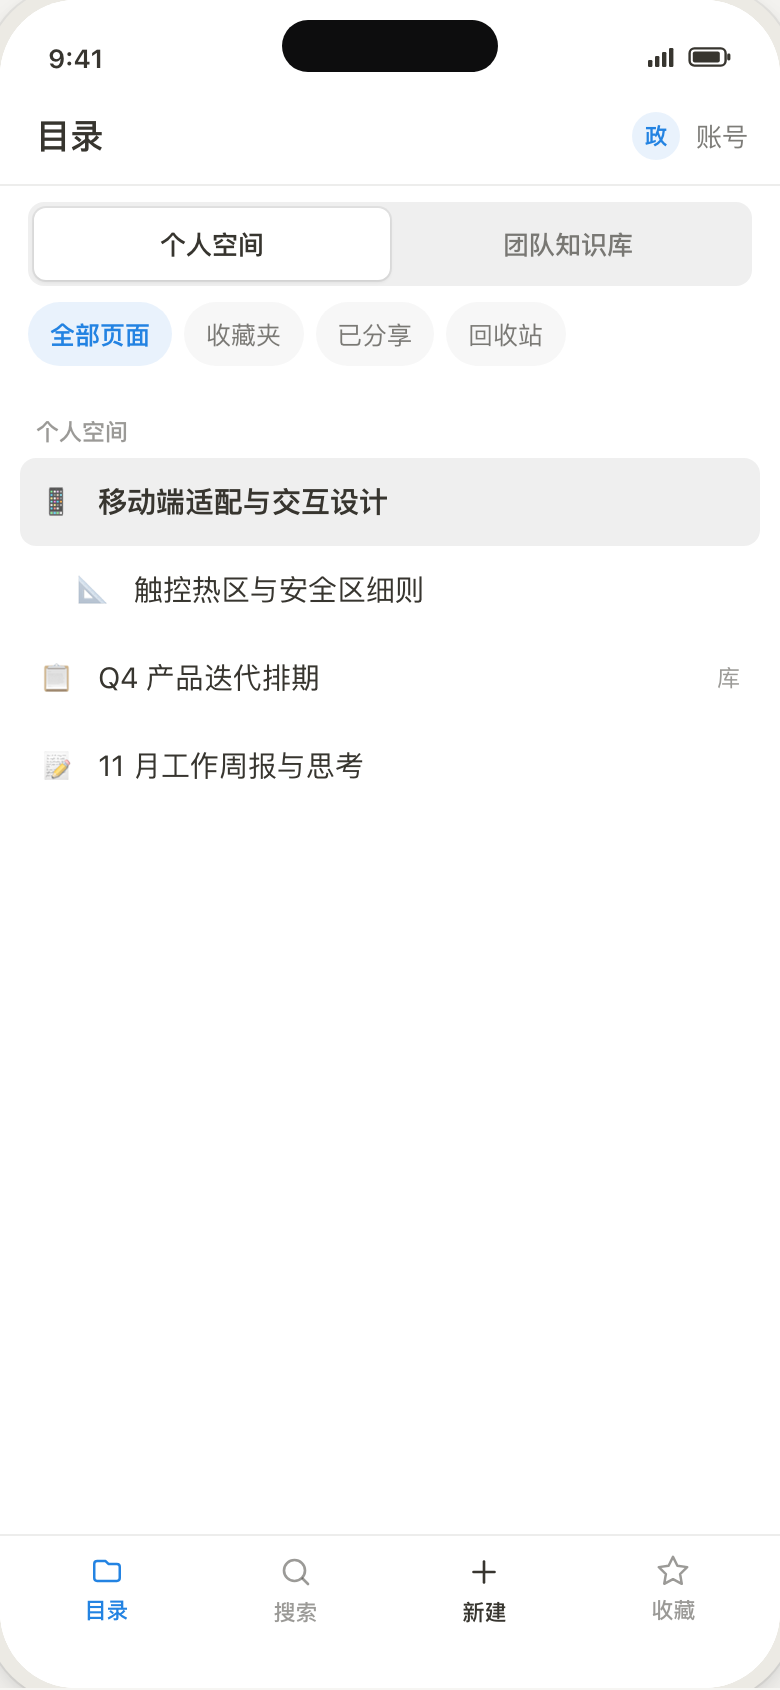 9:41
目录
政 账号
个人空间 团队知识库
全部页面 收藏夹 已分享 回收站
个人空间
移动端适配与交互设计
触控热区与安全区细则
Q4 产品迭代排期 库
11 月工作周报与思考
目录 搜索 新建 收藏